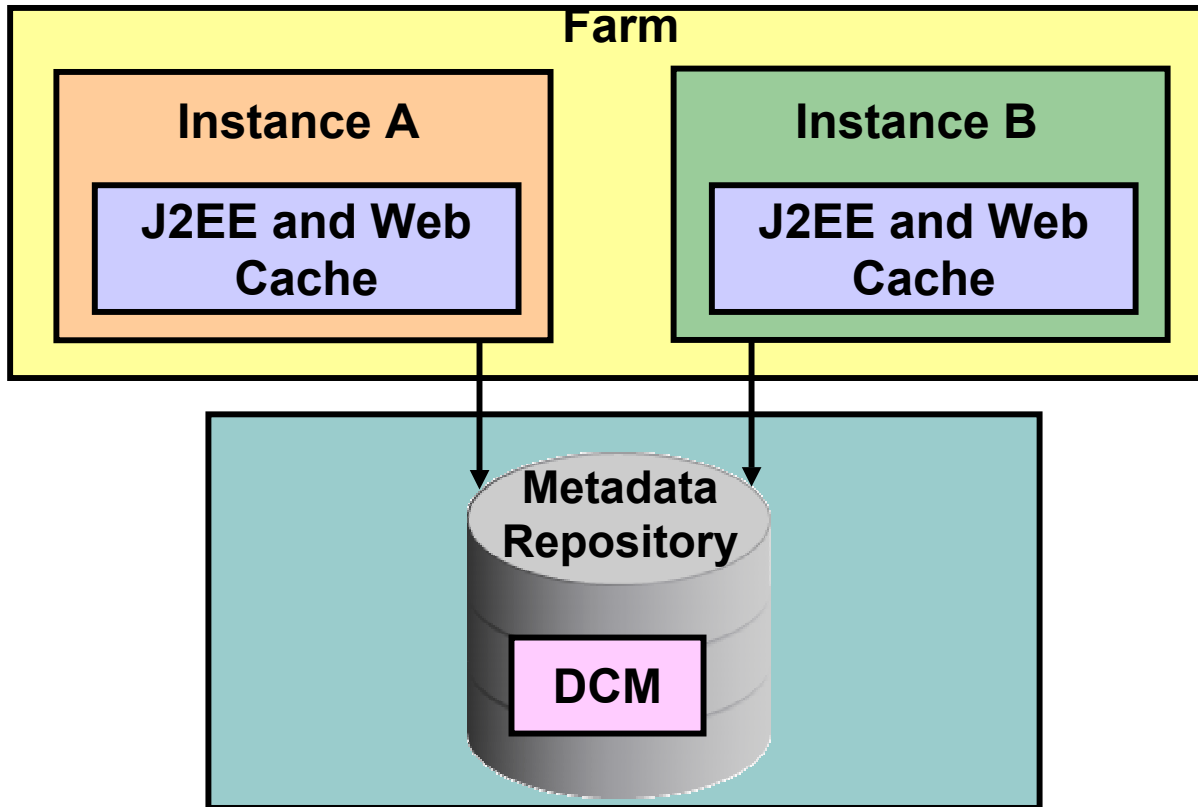 Farm
Instance A
J2EE and Web
Cache
Instance B
J2EE and Web
Cache
Metadata
Repository
DCM